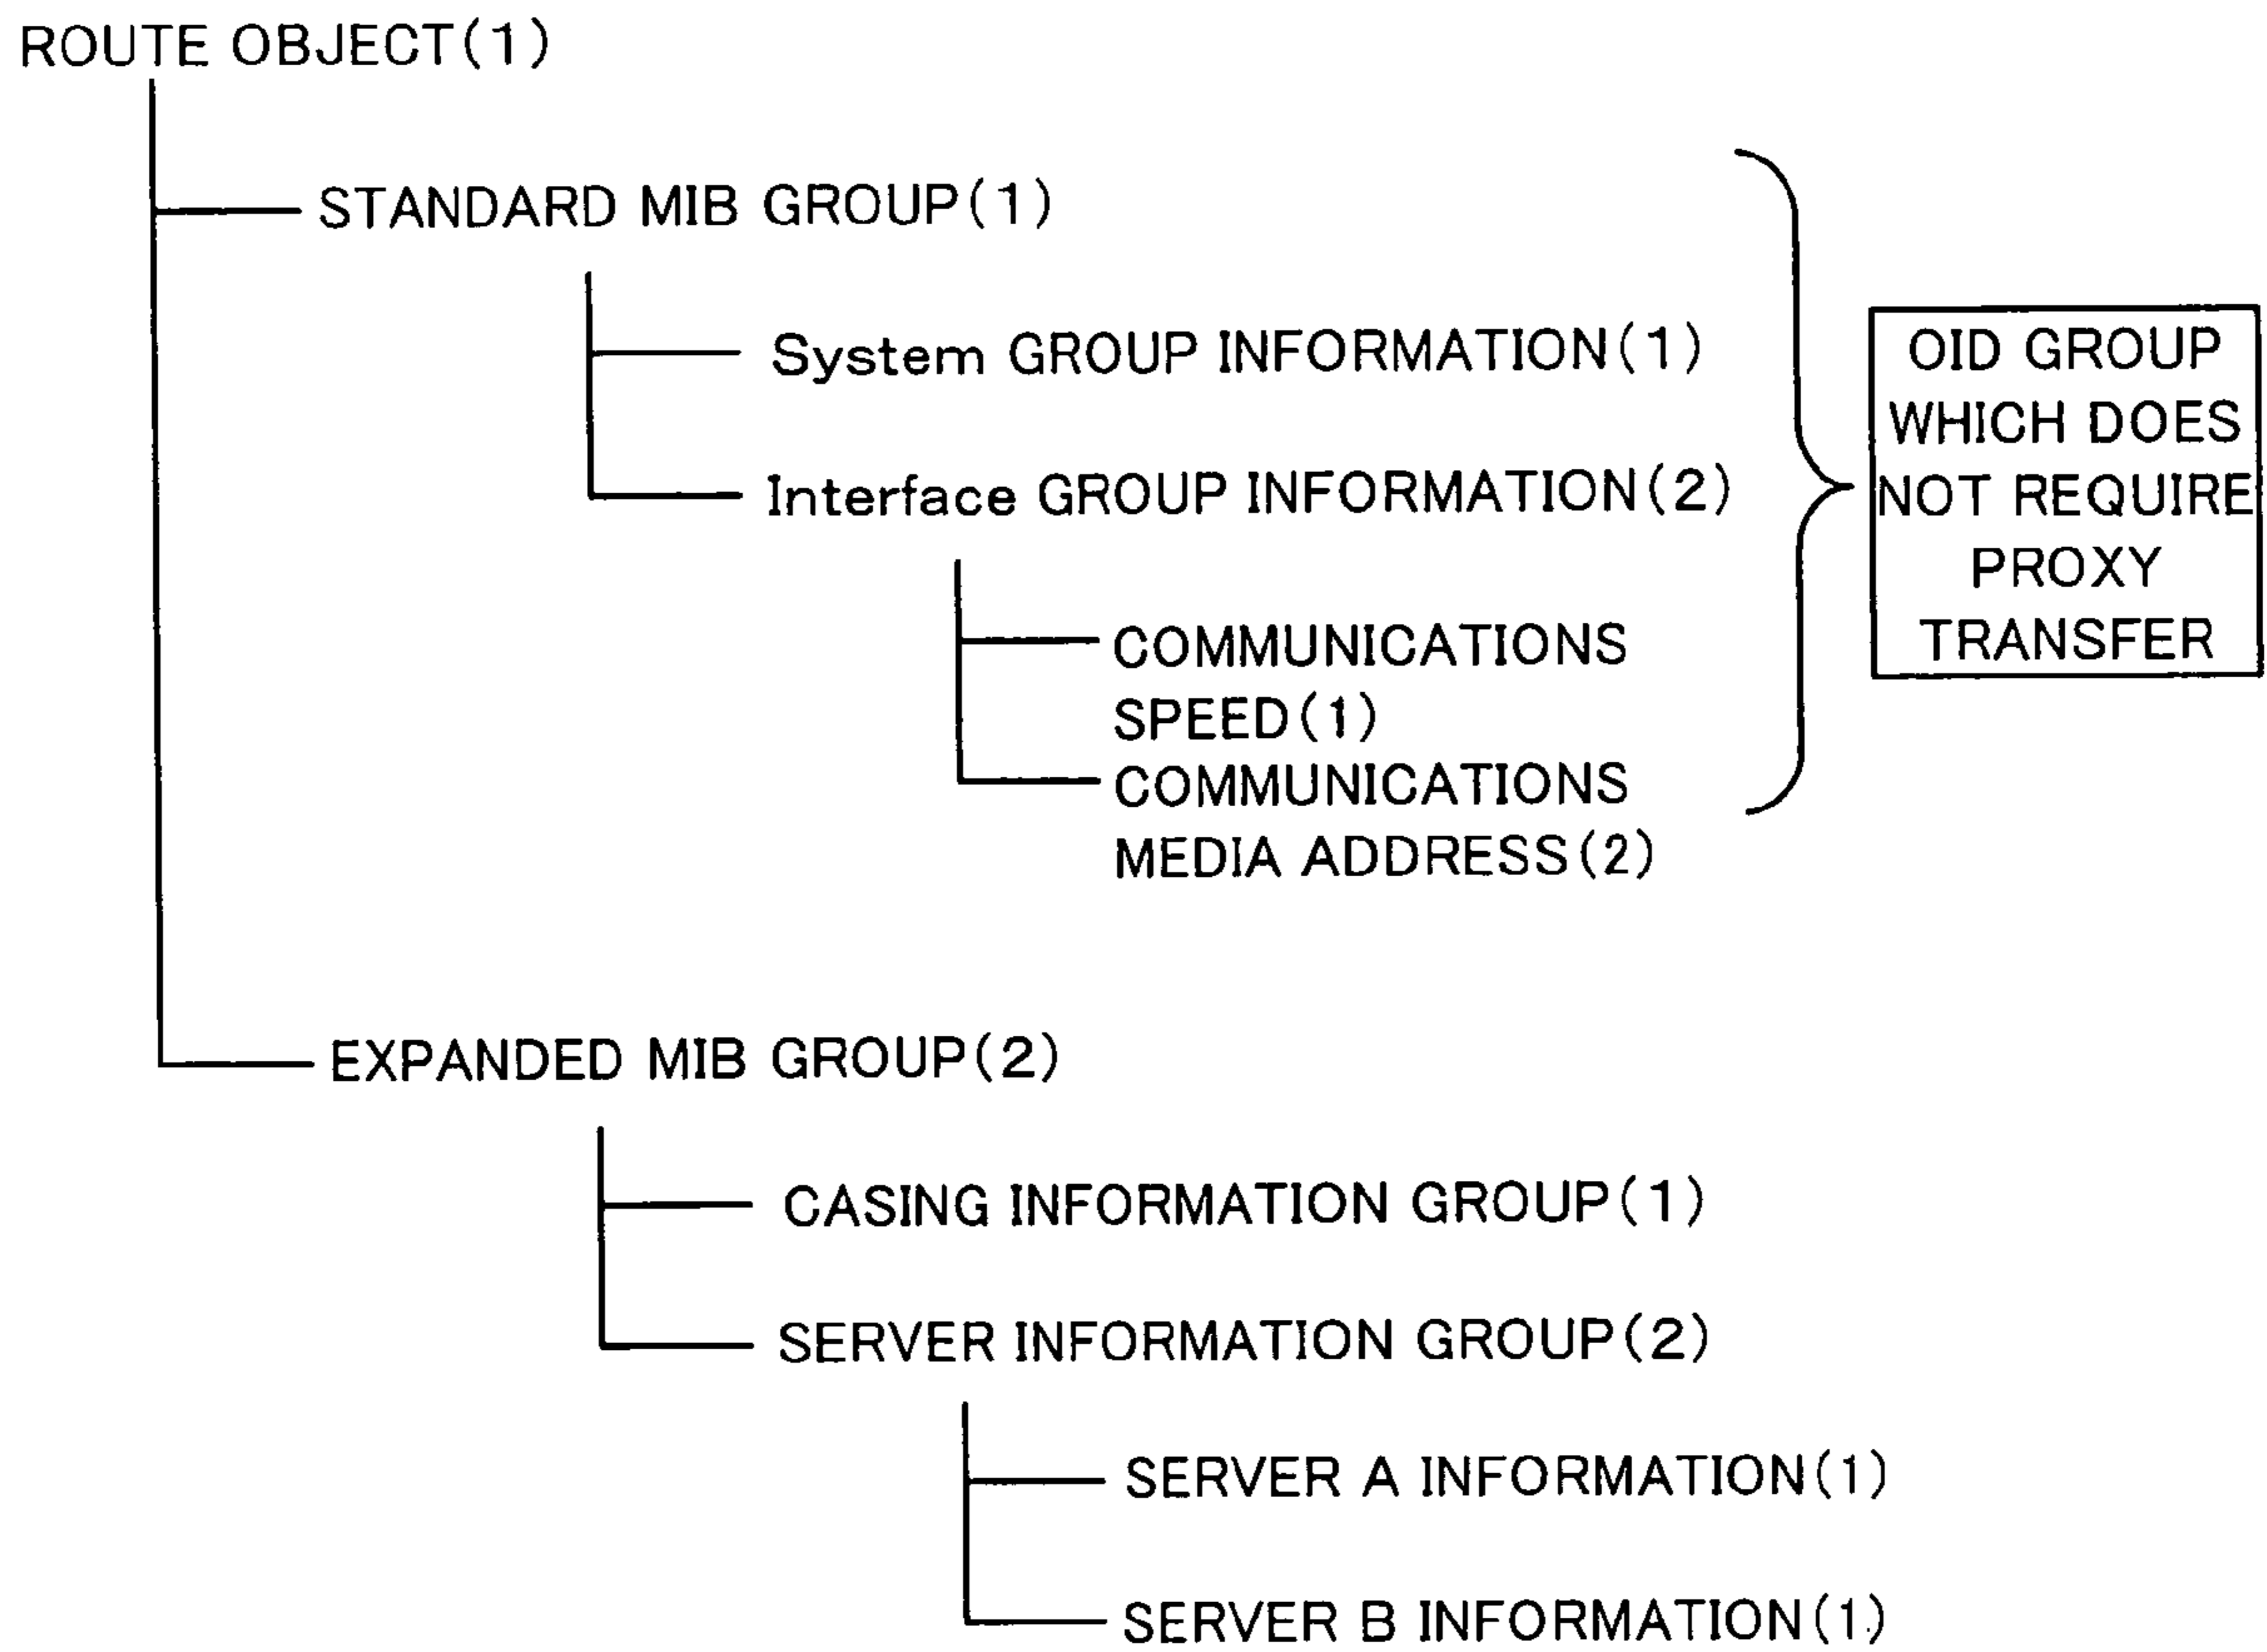 ROUTE OBJECT(1)
STANDARD MIB GROUP(1)
System GROUP INFORMATION(1)
Interface GROUP INFORMATION(2)
COMMUNICATIONS
SPEED(1)
COMMUNICATIONS
MEDIA ADDRESS(2)
OID GROUP
WHICH DOES
NOT REQUIRE
PROXY
TRANSFER
EXPANDED MIB GROUP(2)
CASING INFORMATION GROUP(1)
SERVER INFORMATION GROUP(2)
SERVER A INFORMATION(1)
SERVER B INFORMATION(1)